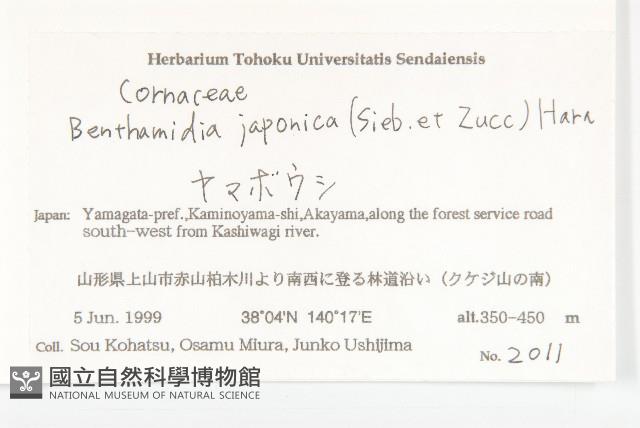 Herbarium Tohoku Universitatis Sendaiensis
Cornaceae
Benthamidia japonica (Sieb. et Zucc) Hara
ヤマボウシ
Japan: Yamagata-pref.,Kaminoyama-shi,Akayama,along the forest service road
south-west from Kashiwagi river.
山形県上山市赤山柏木川より南西に登る林道沿い（クケジ山の南）
5 Jun. 1999 38°04'N 140°17'E alt.350-450 m
Coll. Sou Kohatsu, Osamu Miura, Junko Ushijima No. 2011
國立自然科學博物館
NATIONAL MUSEUM OF NATURAL SCIENCE